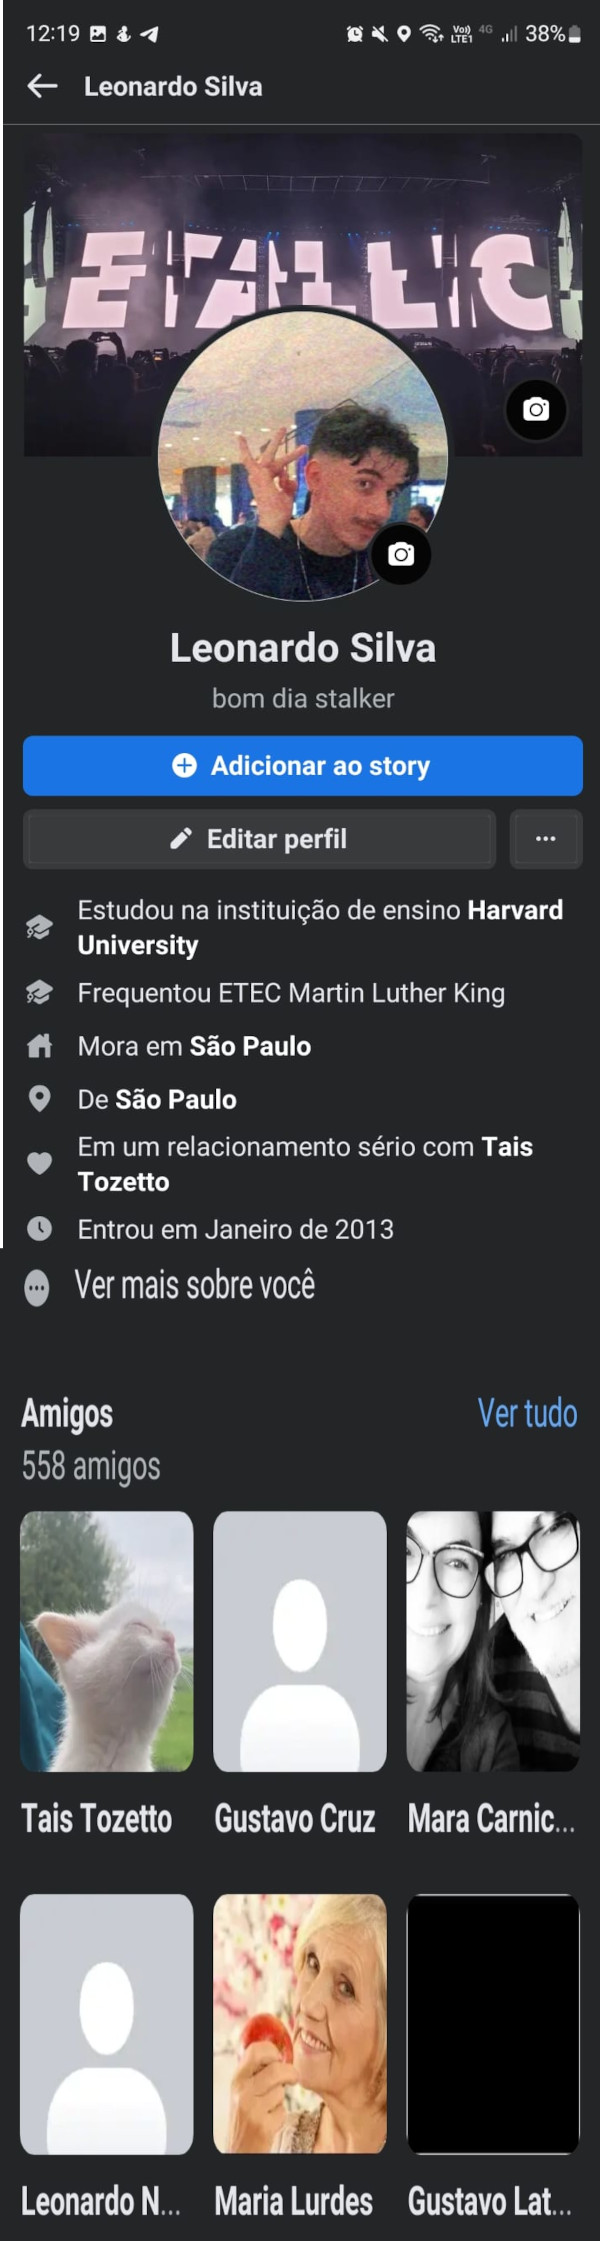 12:19
Vo)) LTE1 4G 38%
Leonardo Silva
ETALLIC
Leonardo Silva
bom dia stalker
Adicionar ao story
Editar perfil
Estudou na instituição de ensino Harvard
University
Frequentou ETEC Martin Luther King
Mora em São Paulo
De São Paulo
Em um relacionamento sério com Tais
Tozetto
Entrou em Janeiro de 2013
Ver mais sobre você
Amigos
Ver tudo
558 amigos
Tais Tozetto
Gustavo Cruz
Mara Carnic...
Leonardo N...
Maria Lurdes
Gustavo Lat...